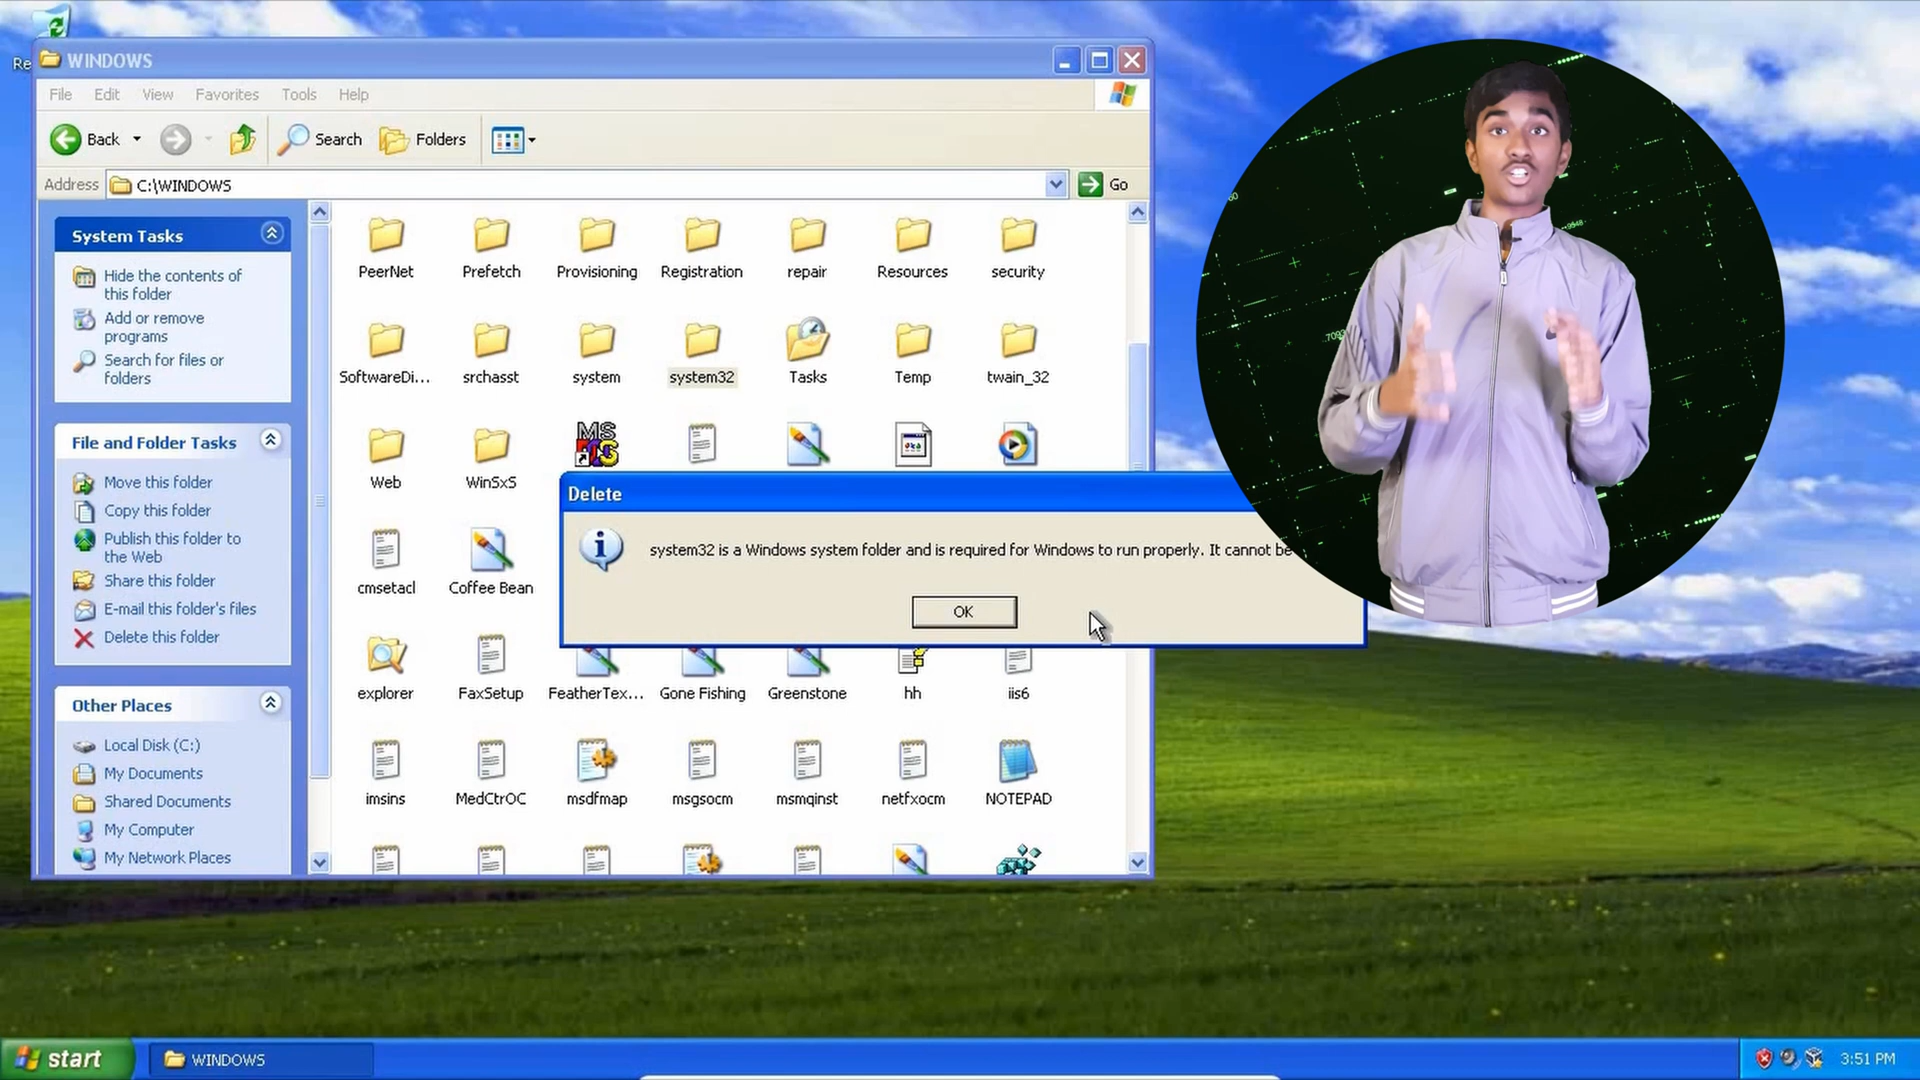 Re
WINDOWS
File Edit View Favorites Tools Help
Back Search Folders
Address C:\WINDOWS Go
System Tasks
Hide the contents of
this folder
Add or remove
programs
Search for files or
folders
File and Folder Tasks
Move this folder
Copy this folder
Publish this folder to
the Web
Share this folder
E-mail this folder's files
Delete this folder
Other Places
Local Disk (C:)
My Documents
Shared Documents
My Computer
My Network Places
PeerNet Prefetch Provisioning Registration repair Resources security
SoftwareDi... srchasst system system32 Tasks Temp twain_32
MS
Web WinSxS
Delete
system32 is a Windows system folder and is required for Windows to run properly. It cannot be
OK
cmsetacl Coffee Bean
explorer FaxSetup FeatherTex... Gone Fishing Greenstone hh iis6
imsins MedCtrOC msdfmap msgsocm msmqinst netfxocm NOTEPAD
start WINDOWS 3:51 PM